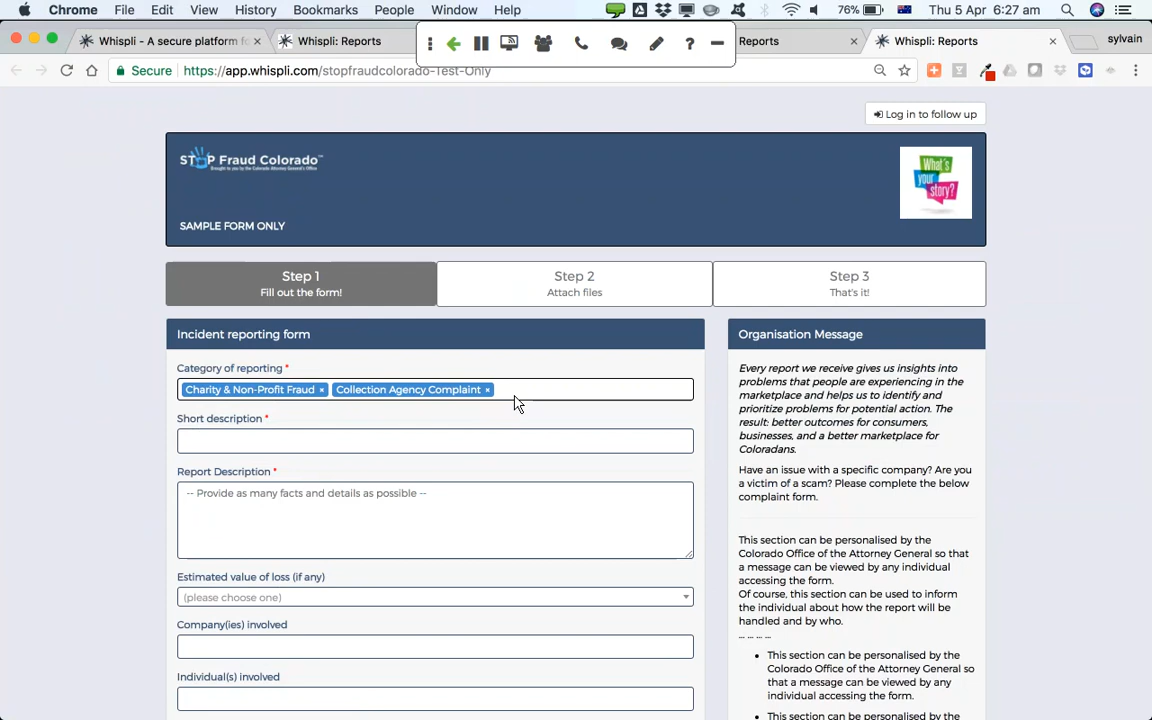 Chrome File Edit View History Bookmarks People Window Help 76% Thu 5 Apr 6:27 am
Whispli - A secure platform fo × Whispli: Reports Reports × Whispli: Reports × sylvain
Secure https://app.whispli.com/stopfraudcolorado-Test-Only
Log in to follow up
STOP Fraud Colorado™
Brought to you by the Colorado Attorney General's Office
What's
your
story?
SAMPLE FORM ONLY
Step 1
Fill out the form!
Step 2
Attach files
Step 3
That's it!
Incident reporting form
Category of reporting *
Charity & Non-Profit Fraud × Collection Agency Complaint ×
Short description *
Report Description *
-- Provide as many facts and details as possible --
Estimated value of loss (if any)
(please choose one)
Company(ies) involved
Individual(s) involved
Organisation Message
Every report we receive gives us insights into
problems that people are experiencing in the
marketplace and helps us to identify and
prioritize problems for potential action. The
result: better outcomes for consumers,
businesses, and a better marketplace for
Coloradans.
Have an issue with a specific company? Are you
a victim of a scam? Please complete the below
complaint form.
This section can be personalised by the
Colorado Office of the Attorney General so that
a message can be viewed by any individual
accessing the form.
Of course, this section can be used to inform
the individual about how the report will be
handled and by who.
... ... ... ...
• This section can be personalised by the
Colorado Office of the Attorney General so
that a message can be viewed by any
individual accessing the form.
• This section can be personalised by the